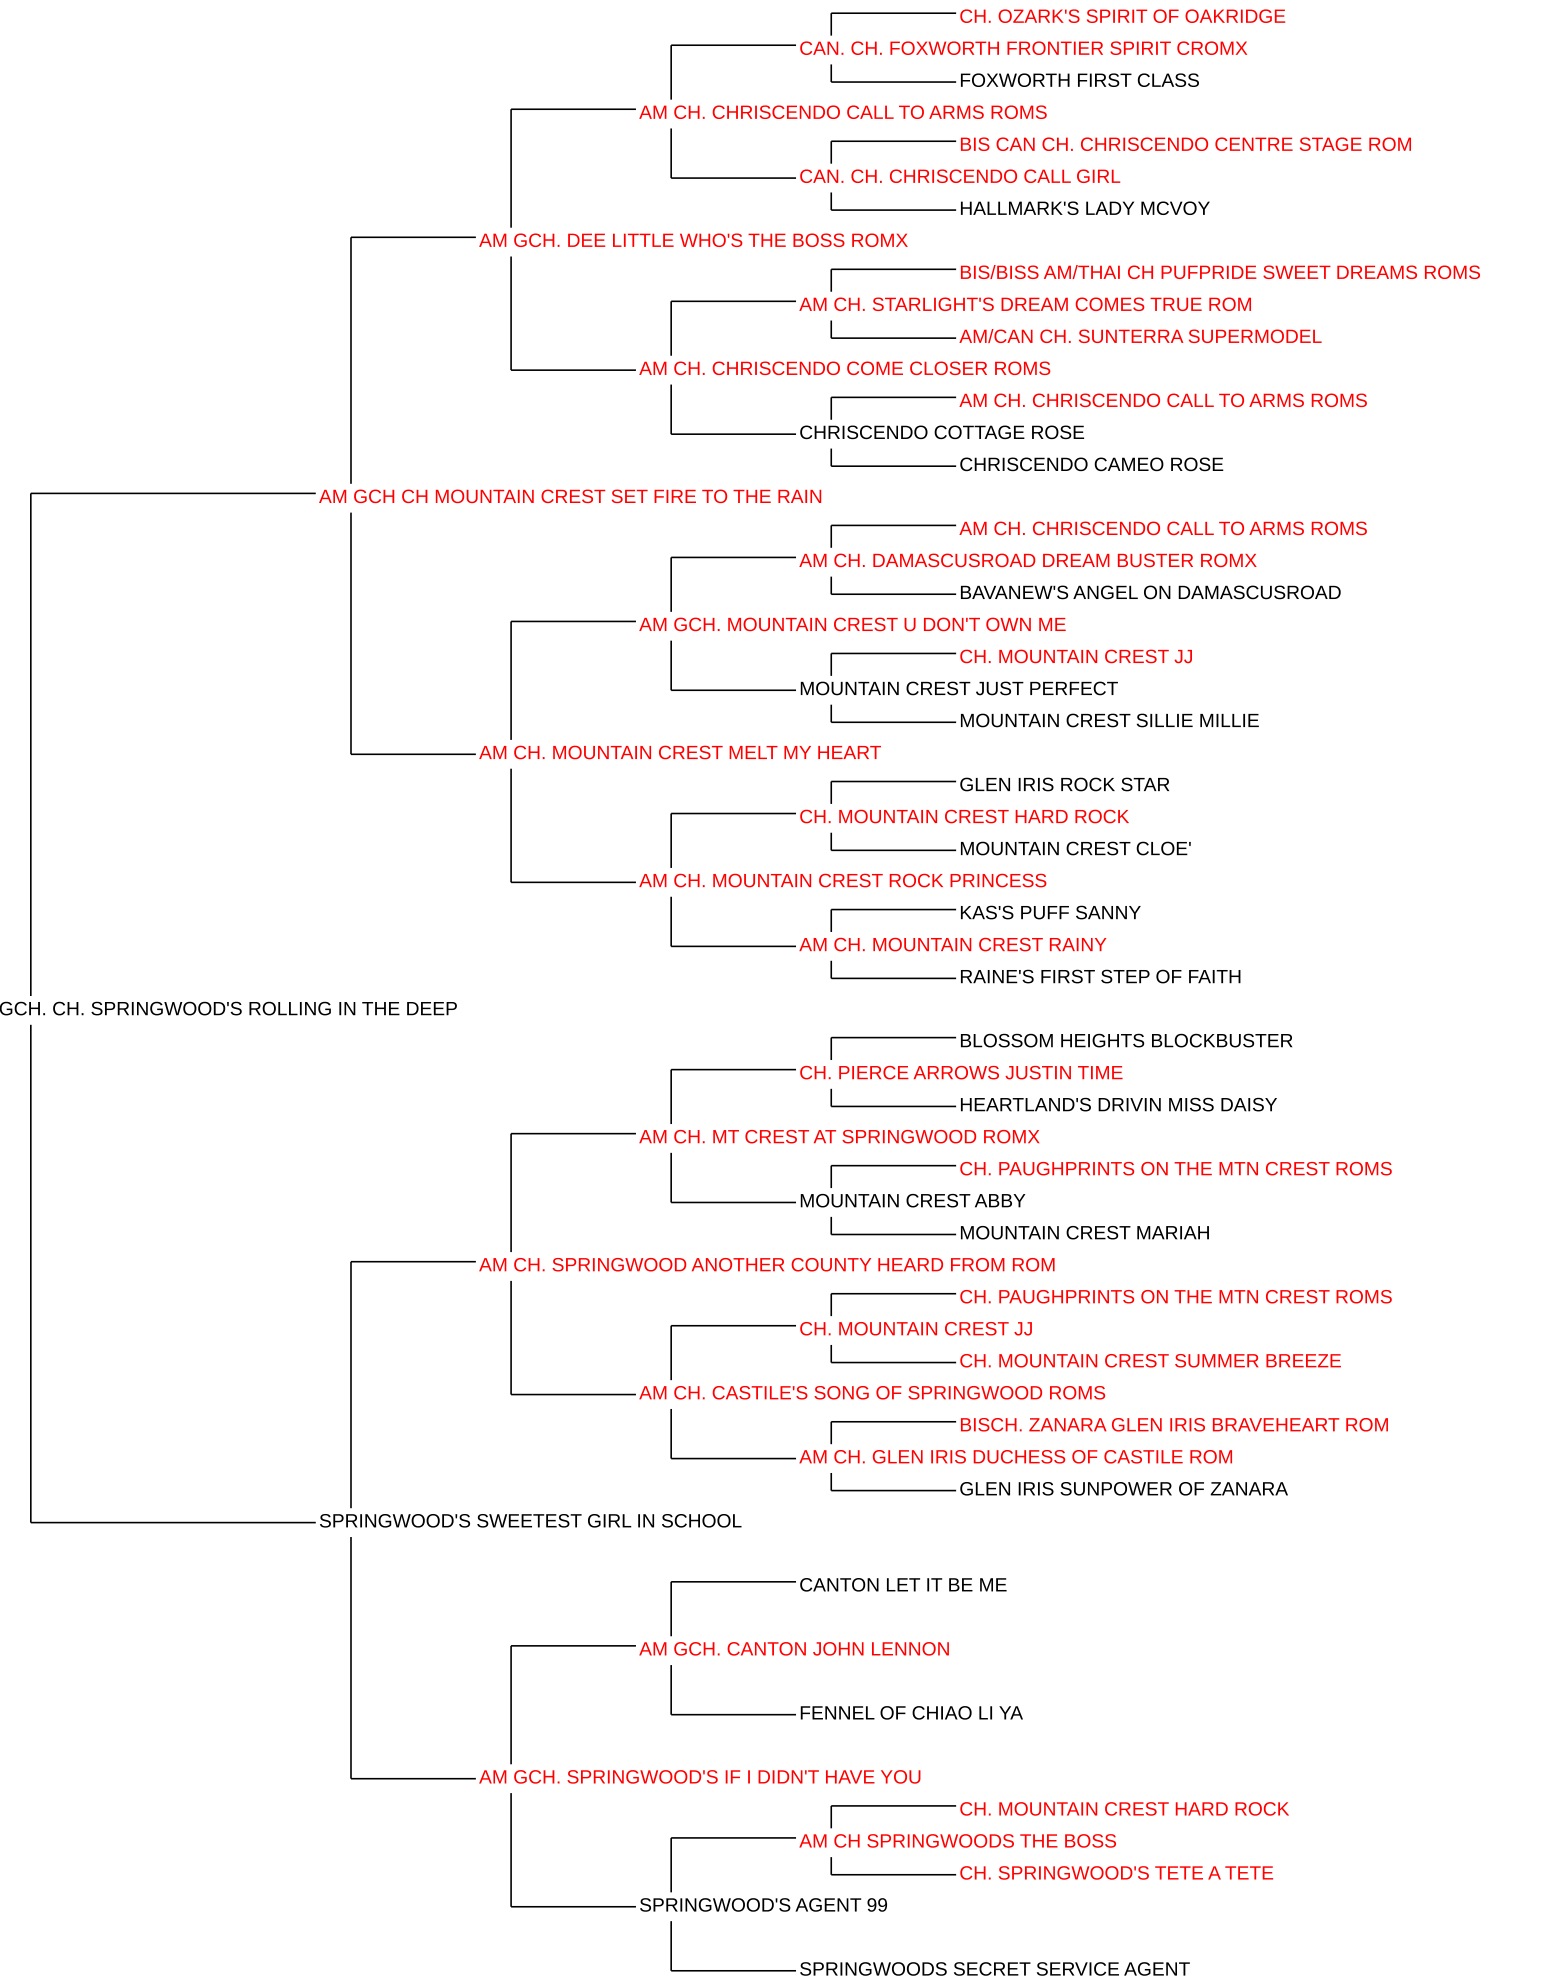 CH. OZARK'S SPIRIT OF OAKRIDGE
CAN. CH. FOXWORTH FRONTIER SPIRIT CROMX
FOXWORTH FIRST CLASS
AM CH. CHRISCENDO CALL TO ARMS ROMS
BIS CAN CH. CHRISCENDO CENTRE STAGE ROM
CAN. CH. CHRISCENDO CALL GIRL
HALLMARK'S LADY MCVOY
AM GCH. DEE LITTLE WHO'S THE BOSS ROMX
BIS/BISS AM/THAI CH PUFPRIDE SWEET DREAMS ROMS
AM CH. STARLIGHT'S DREAM COMES TRUE ROM
AM/CAN CH. SUNTERRA SUPERMODEL
AM CH. CHRISCENDO COME CLOSER ROMS
AM CH. CHRISCENDO CALL TO ARMS ROMS
CHRISCENDO COTTAGE ROSE
CHRISCENDO CAMEO ROSE
AM GCH CH MOUNTAIN CREST SET FIRE TO THE RAIN
AM CH. CHRISCENDO CALL TO ARMS ROMS
AM CH. DAMASCUSROAD DREAM BUSTER ROMX
BAVANEW'S ANGEL ON DAMASCUSROAD
AM GCH. MOUNTAIN CREST U DON'T OWN ME
CH. MOUNTAIN CREST JJ
MOUNTAIN CREST JUST PERFECT
MOUNTAIN CREST SILLIE MILLIE
AM CH. MOUNTAIN CREST MELT MY HEART
GLEN IRIS ROCK STAR
CH. MOUNTAIN CREST HARD ROCK
MOUNTAIN CREST CLOE'
AM CH. MOUNTAIN CREST ROCK PRINCESS
KAS'S PUFF SANNY
AM CH. MOUNTAIN CREST RAINY
RAINE'S FIRST STEP OF FAITH
GCH. CH. SPRINGWOOD'S ROLLING IN THE DEEP
BLOSSOM HEIGHTS BLOCKBUSTER
CH. PIERCE ARROWS JUSTIN TIME
HEARTLAND'S DRIVIN MISS DAISY
AM CH. MT CREST AT SPRINGWOOD ROMX
CH. PAUGHPRINTS ON THE MTN CREST ROMS
MOUNTAIN CREST ABBY
MOUNTAIN CREST MARIAH
AM CH. SPRINGWOOD ANOTHER COUNTY HEARD FROM ROM
CH. PAUGHPRINTS ON THE MTN CREST ROMS
CH. MOUNTAIN CREST JJ
CH. MOUNTAIN CREST SUMMER BREEZE
AM CH. CASTILE'S SONG OF SPRINGWOOD ROMS
BISCH. ZANARA GLEN IRIS BRAVEHEART ROM
AM CH. GLEN IRIS DUCHESS OF CASTILE ROM
GLEN IRIS SUNPOWER OF ZANARA
SPRINGWOOD'S SWEETEST GIRL IN SCHOOL
CANTON LET IT BE ME
AM GCH. CANTON JOHN LENNON
FENNEL OF CHIAO LI YA
AM GCH. SPRINGWOOD'S IF I DIDN'T HAVE YOU
CH. MOUNTAIN CREST HARD ROCK
AM CH SPRINGWOODS THE BOSS
CH. SPRINGWOOD'S TETE A TETE
SPRINGWOOD'S AGENT 99
SPRINGWOODS SECRET SERVICE AGENT